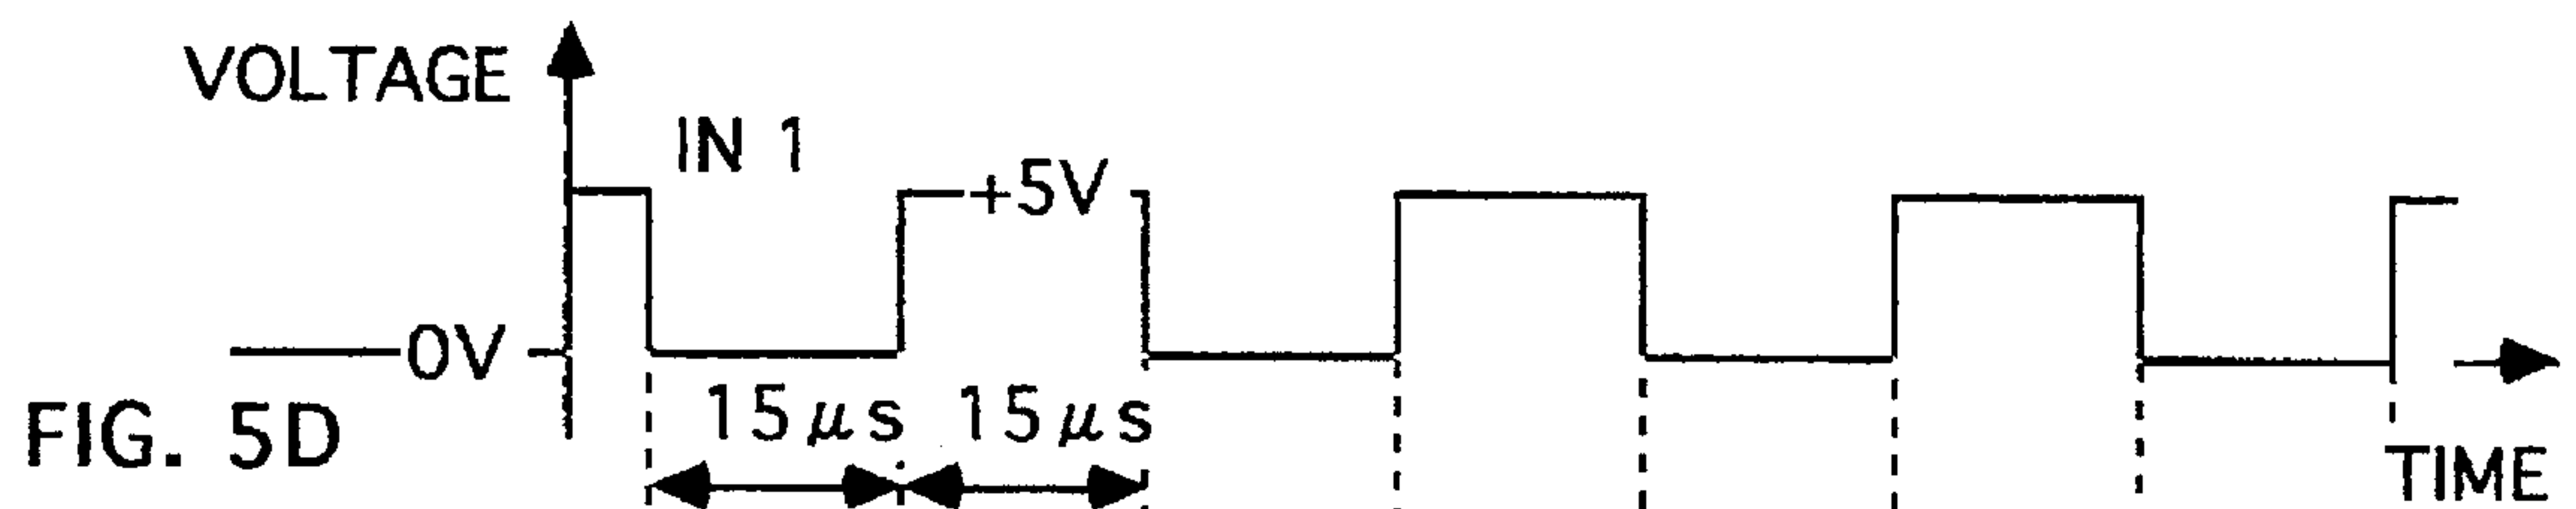 VOLTAGE
IN 1
+5V
0V
15μs 15μs
FIG. 5D
TIME